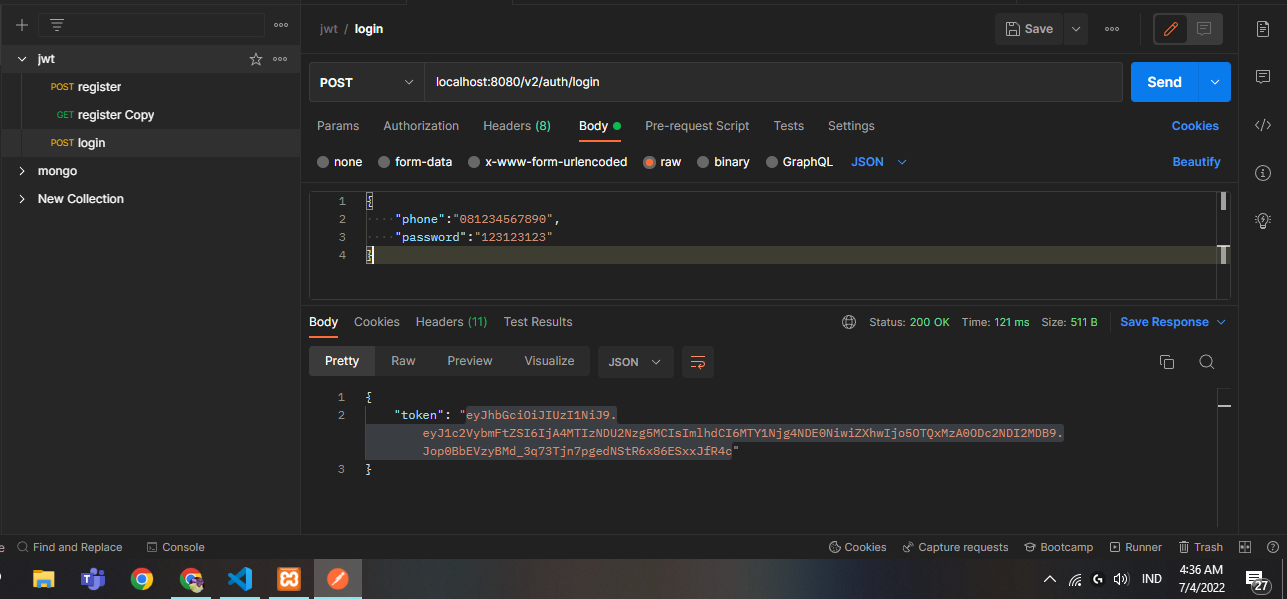 jwt / login
Save
jwt
POST register
GET register Copy
POST login
mongo
New Collection
POST
localhost:8080/v2/auth/login
Send
Params Authorization Headers (8) Body Pre-request Script Tests Settings Cookies
none form-data x-www-form-urlencoded raw binary GraphQL JSON Beautify
1 {
2 "phone":"081234567890",
3 "password":"123123123"
4 }
Body Cookies Headers (11) Test Results Status: 200 OK Time: 121 ms Size: 511 B Save Response
Pretty Raw Preview Visualize JSON
1 {
2 "token": "eyJhbGciOiJIUzI1NiJ9.
eyJ1c2VybmFtZSI6IjA4MTIzNDU2Nzg5MCIsImlhdCI6MTY1Njg4NDE0NiwiZXhwIjo5OTQxMzA0ODc2NDI2MDB9.
Jop0BbEVzyBMd_3q73Tjn7pgedNStR6x86ESxxJfR4c"
3 }
Find and Replace Console Cookies Capture requests Bootcamp Runner Trash
IND
4:36 AM
7/4/2022
27